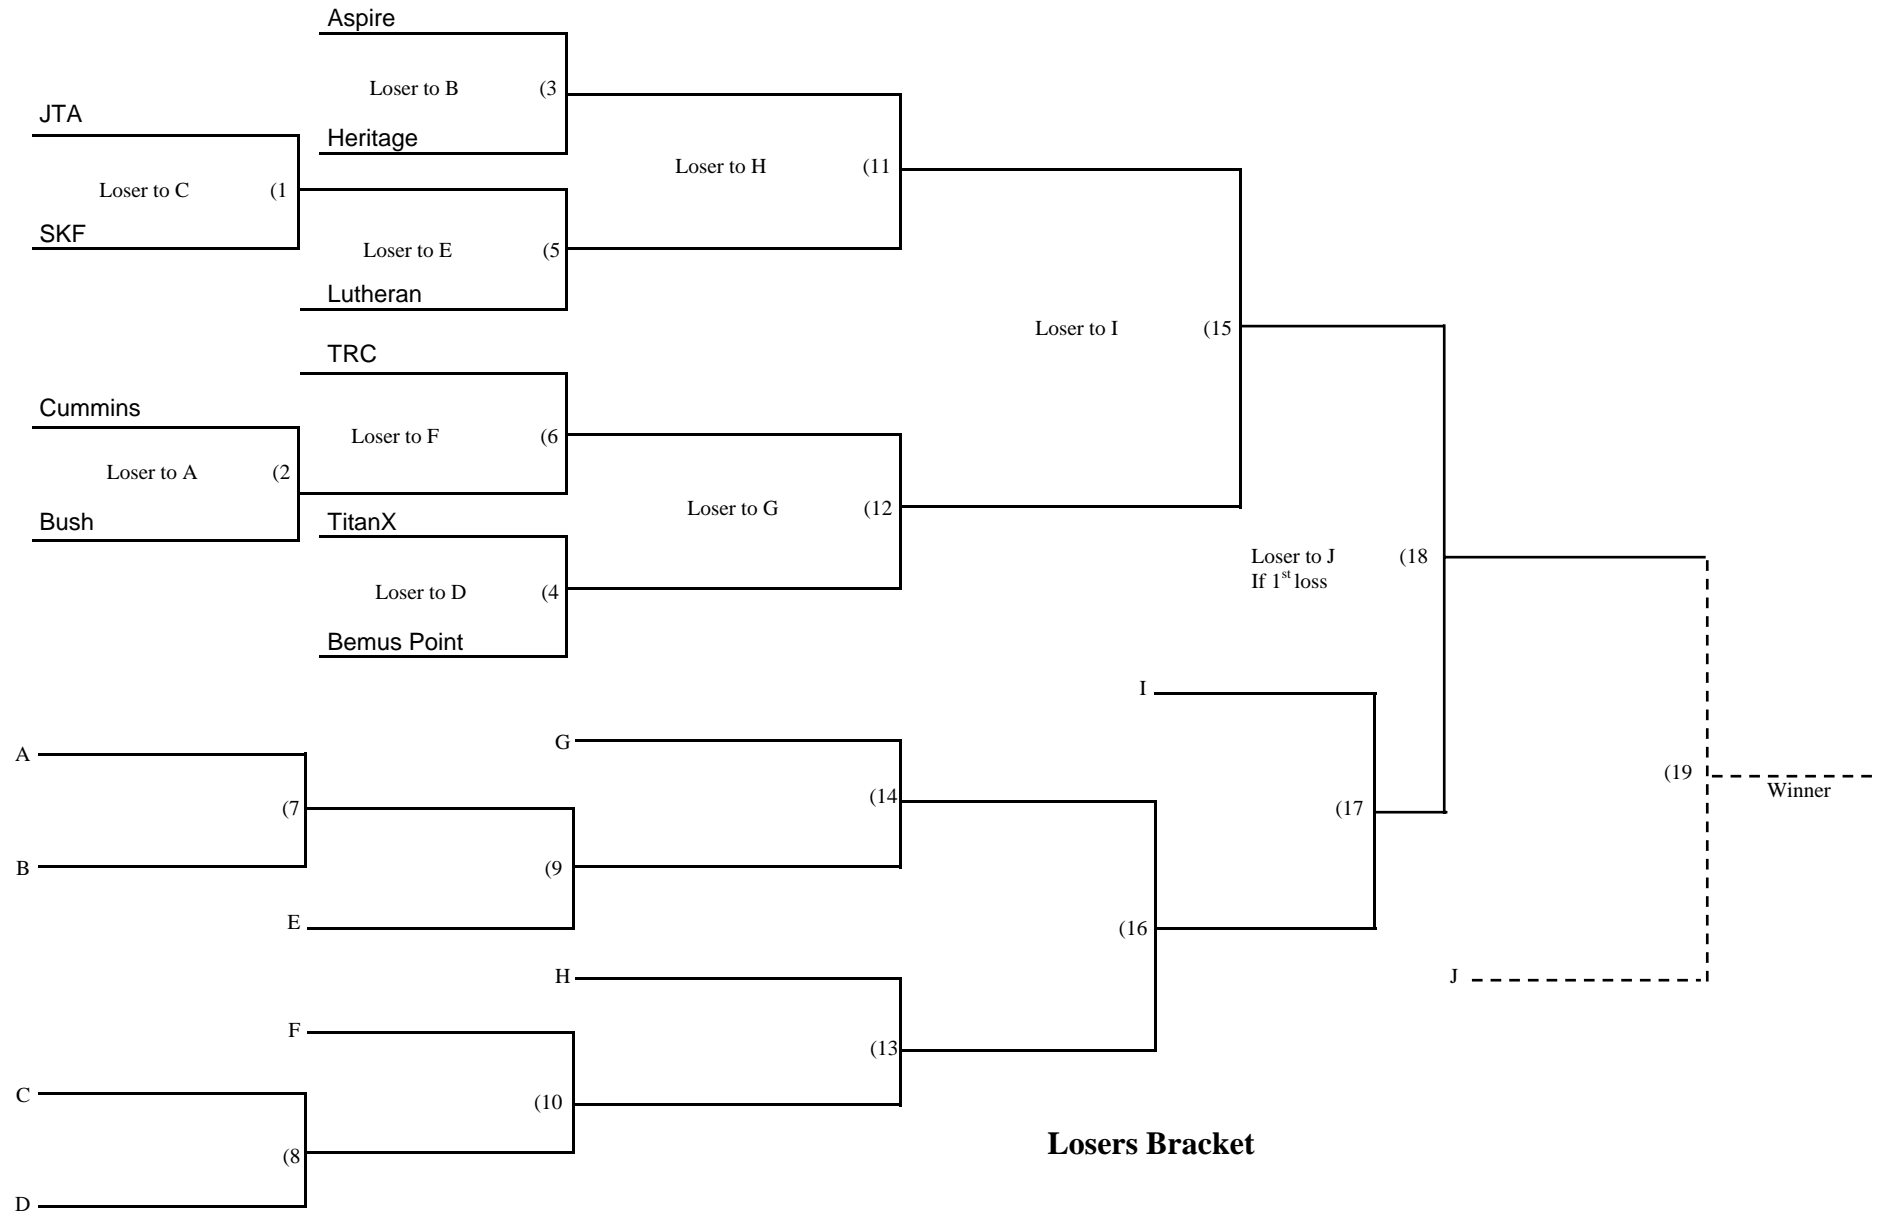 Aspire
Loser to B (3
JTA
Heritage
Loser to H (11
Loser to C (1
SKF
Loser to E (5
Lutheran
Loser to I (15
TRC
Cummins
Loser to F (6
Loser to A (2
Loser to G (12
Bush
TitanX
Loser to J (18
If 1st loss
Loser to D (4
Bemus Point
I
G
A
(19
Winner
(14
(7
(17
B
(9
E
(16
H
J
F
(13
C
(10
Losers Bracket
(8
D